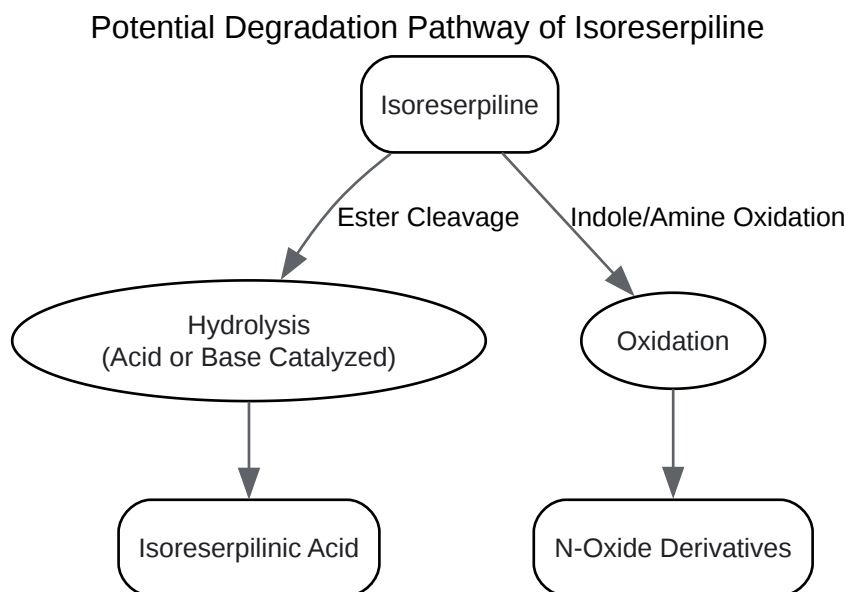 Potential Degradation Pathway of Isoreserpiline
Isoreserpiline
Ester Cleavage
Indole/Amine Oxidation
Hydrolysis
(Acid or Base Catalyzed)
Oxidation
Isoreserpilinic Acid
N-Oxide Derivatives